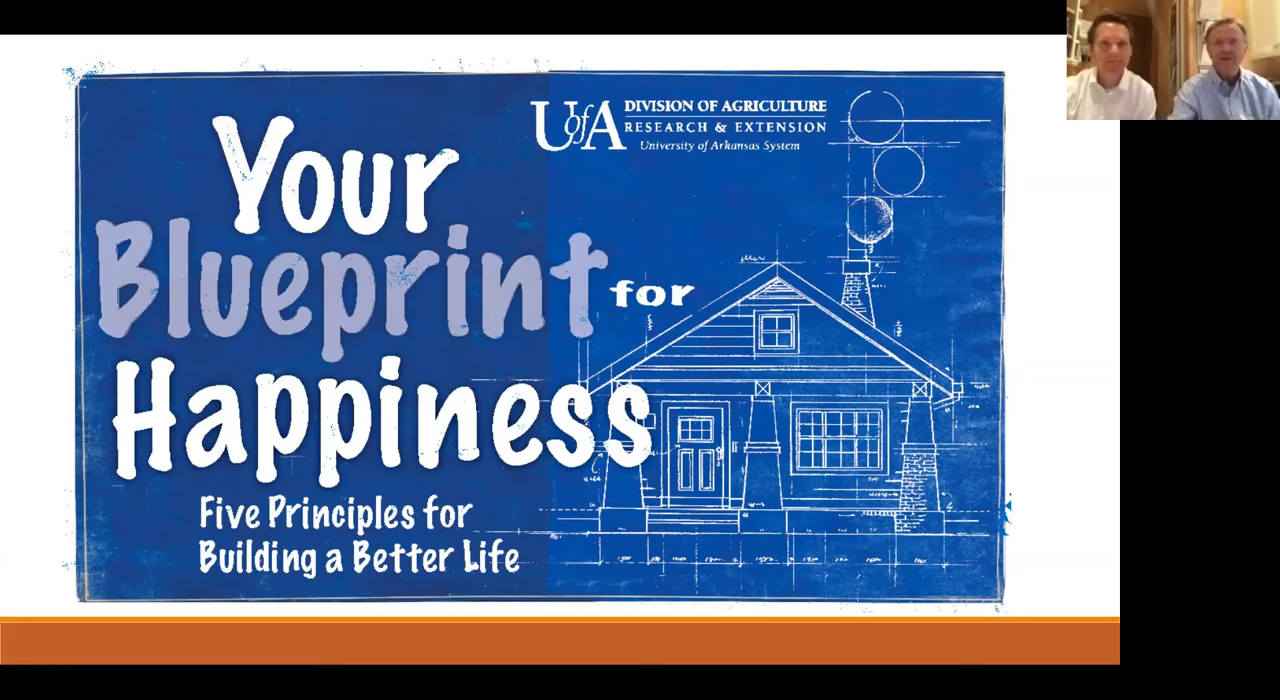 Your
Blueprint for
Happiness
Five Principles for
Building a Better Life
UofA
DIVISION OF AGRICULTURE
RESEARCH & EXTENSION
University of Arkansas System